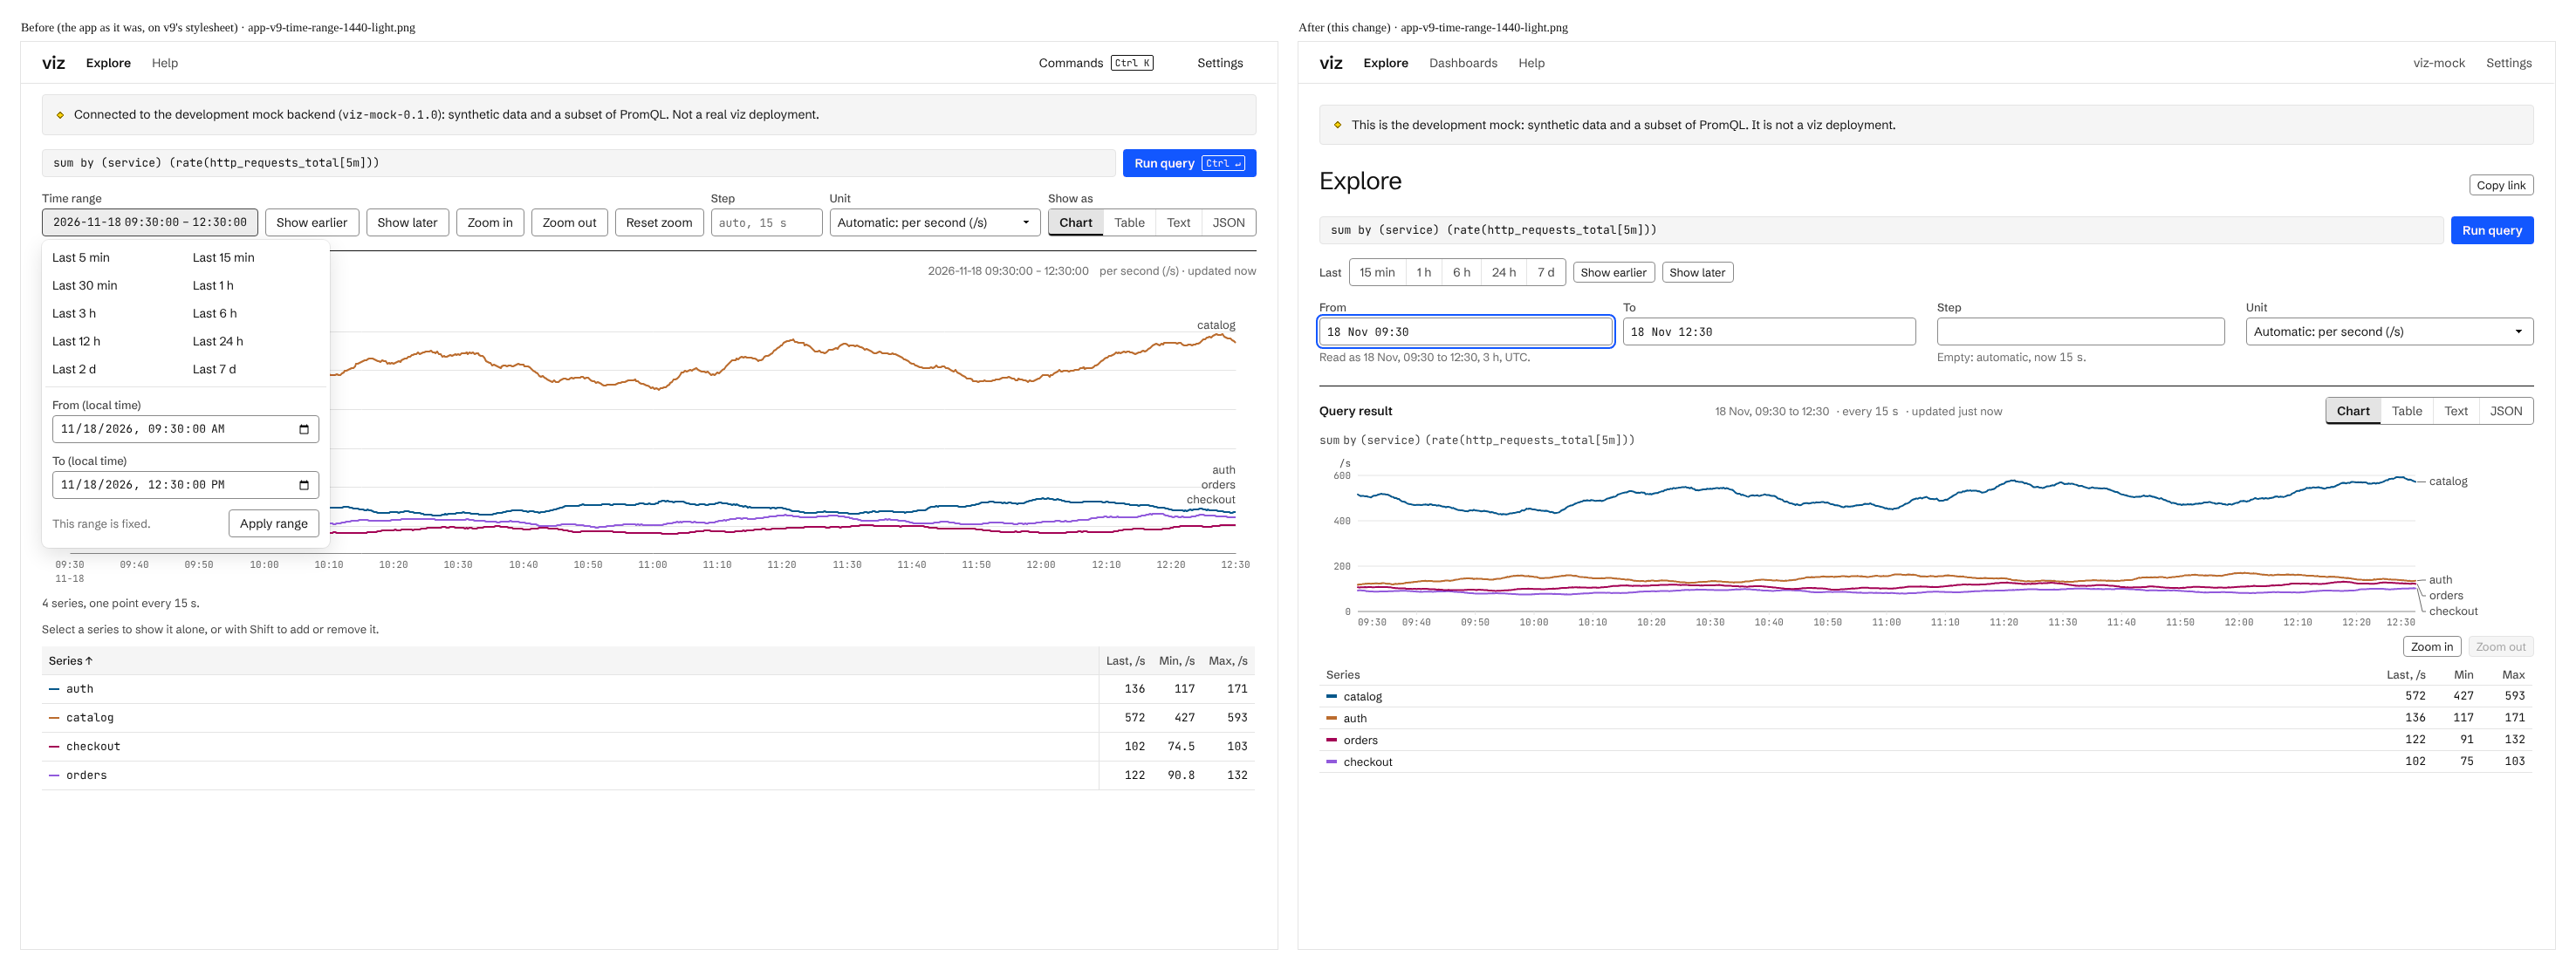 Before (the app as it was, on v9's stylesheet) · app-v9-time-range-1440-light.png
viz Explore Help Commands Ctrl K Settings
Connected to the development mock backend (viz-mock-0.1.0): synthetic data and a subset of PromQL. Not a real viz deployment.
sum by (service) (rate(http_requests_total[5m])) Run query Ctrl ↵
Time range Step Unit Show as
2026-11-18 09:30:00 – 12:30:00 Show earlier Show later Zoom in Zoom out Reset zoom auto, 15 s Automatic: per second (/s) Chart Table Text JSON
Last 5 min Last 15 min
Last 30 min Last 1 h
Last 3 h Last 6 h
Last 12 h Last 24 h
Last 2 d Last 7 d
From (local time)
11/18/2026, 09:30:00 AM
To (local time)
11/18/2026, 12:30:00 PM
This range is fixed. Apply range
2026-11-18 09:30:00 – 12:30:00 per second (/s) · updated now
catalog
auth
orders
checkout
09:30 09:40 09:50 10:00 10:10 10:20 10:30 10:40 10:50 11:00 11:10 11:20 11:30 11:40 11:50 12:00 12:10 12:20 12:30
11-18
4 series, one point every 15 s.
Select a series to show it alone, or with Shift to add or remove it.
Series ↑ Last, /s Min, /s Max, /s
auth 136 117 171
catalog 572 427 593
checkout 102 74.5 103
orders 122 90.8 132
After (this change) · app-v9-time-range-1440-light.png
viz Explore Dashboards Help viz-mock Settings
This is the development mock: synthetic data and a subset of PromQL. It is not a viz deployment.
Explore
Copy link
sum by (service) (rate(http_requests_total[5m])) Run query
Last 15 min 1 h 6 h 24 h 7 d Show earlier Show later
From To Step Unit
18 Nov 09:30 18 Nov 12:30 Automatic: per second (/s)
Read as 18 Nov, 09:30 to 12:30, 3 h, UTC. Empty: automatic, now 15 s.
Query result 18 Nov, 09:30 to 12:30 · every 15 s · updated just now Chart Table Text JSON
sum by (service) (rate(http_requests_total[5m]))
/s
600
catalog
400
200
auth
orders
0 checkout
09:30 09:40 09:50 10:00 10:10 10:20 10:30 10:40 10:50 11:00 11:10 11:20 11:30 11:40 11:50 12:00 12:10 12:20 12:30
Zoom in Zoom out
Series Last, /s Min Max
catalog 572 427 593
auth 136 117 171
orders 122 91 132
checkout 102 75 103